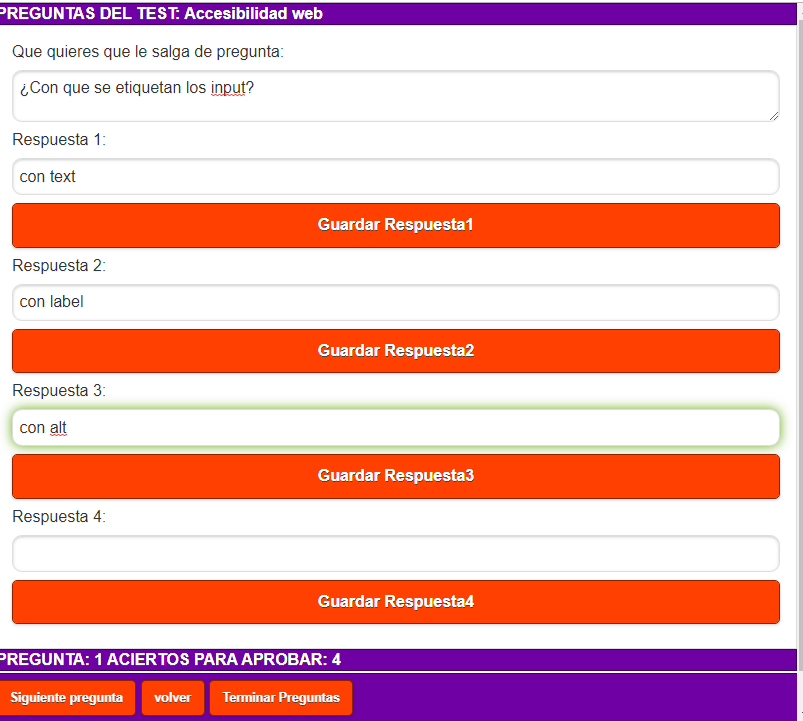 PREGUNTAS DEL TEST: Accesibilidad web
Que quieres que le salga de pregunta:
¿Con que se etiquetan los input?
Respuesta 1:
con text
Guardar Respuesta1
Respuesta 2:
con label
Guardar Respuesta2
Respuesta 3:
con alt
Guardar Respuesta3
Respuesta 4:
Guardar Respuesta4
PREGUNTA: 1 ACIERTOS PARA APROBAR: 4
Siguiente pregunta volver Terminar Preguntas